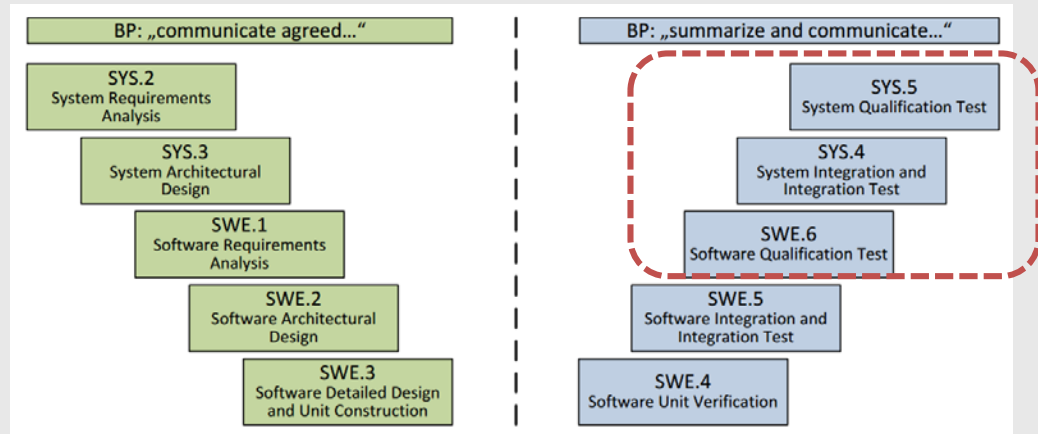 BP: „communicate agreed…“
SYS.2
System Requirements
Analysis
SYS.3
System Architectural
Design
SWE.1
Software Requirements
Analysis
SWE.2
Software Architectural
Design
SWE.3
Software Detailed Design
and Unit Construction
BP: „summarize and communicate…“
SYS.5
System Qualification Test
SYS.4
System Integration and
Integration Test
SWE.6
Software Qualification Test
SWE.5
Software Integration and
Integration Test
SWE.4
Software Unit Verification